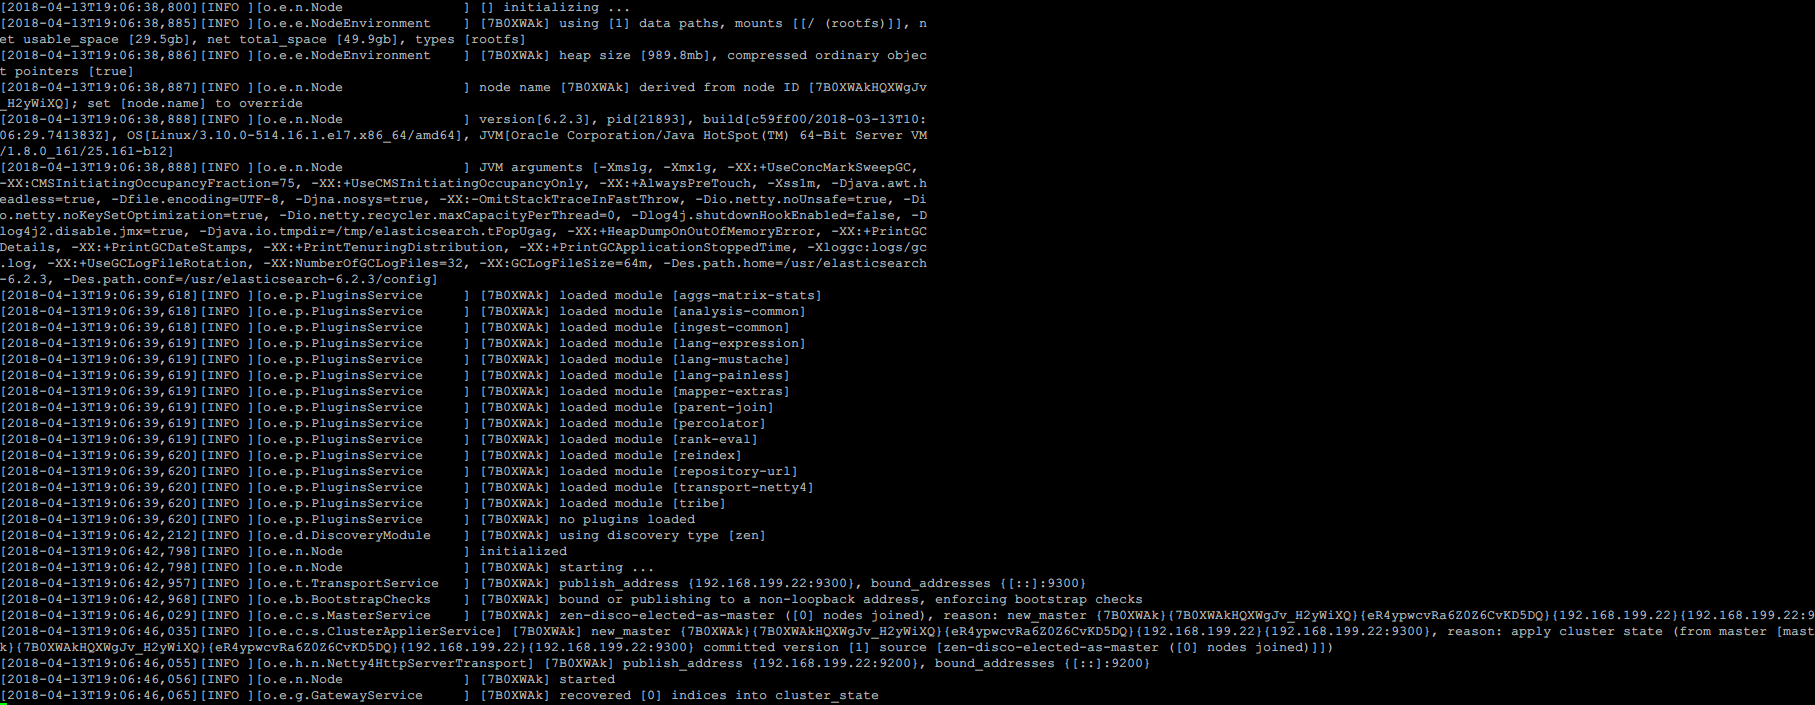 [2018-04-13T19:06:38,800][INFO ][o.e.n.Node               ] [] initializing ...
[2018-04-13T19:06:38,885][INFO ][o.e.e.NodeEnvironment    ] [7B0XWAk] using [1] data paths, mounts [[/ (rootfs)]], n
et usable_space [29.5gb], net total_space [49.9gb], types [rootfs]
[2018-04-13T19:06:38,886][INFO ][o.e.e.NodeEnvironment    ] [7B0XWAk] heap size [989.8mb], compressed ordinary objec
t pointers [true]
[2018-04-13T19:06:38,887][INFO ][o.e.n.Node               ] node name [7B0XWAk] derived from node ID [7B0XWAkHQXWgJv
_H2yWiXQ]; set [node.name] to override
[2018-04-13T19:06:38,888][INFO ][o.e.n.Node               ] version[6.2.3], pid[21893], build[c59ff00/2018-03-13T10:
06:29.741383Z], OS[Linux/3.10.0-514.16.1.el7.x86_64/amd64], JVM[Oracle Corporation/Java HotSpot(TM) 64-Bit Server VM
/1.8.0_161/25.161-b12]
[2018-04-13T19:06:38,888][INFO ][o.e.n.Node               ] JVM arguments [-Xms1g, -Xmx1g, -XX:+UseConcMarkSweepGC,
-XX:CMSInitiatingOccupancyFraction=75, -XX:+UseCMSInitiatingOccupancyOnly, -XX:+AlwaysPreTouch, -Xss1m, -Djava.awt.h
eadless=true, -Dfile.encoding=UTF-8, -Djna.nosys=true, -XX:-OmitStackTraceInFastThrow, -Dio.netty.noUnsafe=true, -Di
o.netty.noKeySetOptimization=true, -Dio.netty.recycler.maxCapacityPerThread=0, -Dlog4j.shutdownHookEnabled=false, -D
log4j2.disable.jmx=true, -Djava.io.tmpdir=/tmp/elasticsearch.tFopUgag, -XX:+HeapDumpOnOutOfMemoryError, -XX:+PrintGC
Details, -XX:+PrintGCDateStamps, -XX:+PrintTenuringDistribution, -XX:+PrintGCApplicationStoppedTime, -Xloggc:logs/gc
.log, -XX:+UseGCLogFileRotation, -XX:NumberOfGCLogFiles=32, -XX:GCLogFileSize=64m, -Des.path.home=/usr/elasticsearch
-6.2.3, -Des.path.conf=/usr/elasticsearch-6.2.3/config]
[2018-04-13T19:06:39,618][INFO ][o.e.p.PluginsService     ] [7B0XWAk] loaded module [aggs-matrix-stats]
[2018-04-13T19:06:39,618][INFO ][o.e.p.PluginsService     ] [7B0XWAk] loaded module [analysis-common]
[2018-04-13T19:06:39,618][INFO ][o.e.p.PluginsService     ] [7B0XWAk] loaded module [ingest-common]
[2018-04-13T19:06:39,619][INFO ][o.e.p.PluginsService     ] [7B0XWAk] loaded module [lang-expression]
[2018-04-13T19:06:39,619][INFO ][o.e.p.PluginsService     ] [7B0XWAk] loaded module [lang-mustache]
[2018-04-13T19:06:39,619][INFO ][o.e.p.PluginsService     ] [7B0XWAk] loaded module [lang-painless]
[2018-04-13T19:06:39,619][INFO ][o.e.p.PluginsService     ] [7B0XWAk] loaded module [mapper-extras]
[2018-04-13T19:06:39,619][INFO ][o.e.p.PluginsService     ] [7B0XWAk] loaded module [parent-join]
[2018-04-13T19:06:39,619][INFO ][o.e.p.PluginsService     ] [7B0XWAk] loaded module [percolator]
[2018-04-13T19:06:39,619][INFO ][o.e.p.PluginsService     ] [7B0XWAk] loaded module [rank-eval]
[2018-04-13T19:06:39,620][INFO ][o.e.p.PluginsService     ] [7B0XWAk] loaded module [reindex]
[2018-04-13T19:06:39,620][INFO ][o.e.p.PluginsService     ] [7B0XWAk] loaded module [repository-url]
[2018-04-13T19:06:39,620][INFO ][o.e.p.PluginsService     ] [7B0XWAk] loaded module [transport-netty4]
[2018-04-13T19:06:39,620][INFO ][o.e.p.PluginsService     ] [7B0XWAk] loaded module [tribe]
[2018-04-13T19:06:39,620][INFO ][o.e.p.PluginsService     ] [7B0XWAk] no plugins loaded
[2018-04-13T19:06:42,212][INFO ][o.e.d.DiscoveryModule    ] [7B0XWAk] using discovery type [zen]
[2018-04-13T19:06:42,798][INFO ][o.e.n.Node               ] initialized
[2018-04-13T19:06:42,798][INFO ][o.e.n.Node               ] [7B0XWAk] starting ...
[2018-04-13T19:06:42,957][INFO ][o.e.t.TransportService   ] [7B0XWAk] publish_address {192.168.199.22:9300}, bound_addresses {[::]:9300}
[2018-04-13T19:06:42,968][INFO ][o.e.b.BootstrapChecks    ] [7B0XWAk] bound or publishing to a non-loopback address, enforcing bootstrap checks
[2018-04-13T19:06:46,029][INFO ][o.e.c.s.MasterService    ] [7B0XWAk] zen-disco-elected-as-master ([0] nodes joined), reason: new_master {7B0XWAk}{7B0XWAkHQXWgJv_H2yWiXQ}{eR4ypwcvRa6Z0Z6CvKD5DQ}{192.168.199.22}{192.168.199.22:9
[2018-04-13T19:06:46,035][INFO ][o.e.c.s.ClusterApplierService] [7B0XWAk] new_master {7B0XWAk}{7B0XWAkHQXWgJv_H2yWiXQ}{eR4ypwcvRa6Z0Z6CvKD5DQ}{192.168.199.22}{192.168.199.22:9300}, reason: apply cluster state (from master [mast
k}{7B0XWAkHQXWgJv_H2yWiXQ}{eR4ypwcvRa6Z0Z6CvKD5DQ}{192.168.199.22}{192.168.199.22:9300} committed version [1] source [zen-disco-elected-as-master ([0] nodes joined)]])
[2018-04-13T19:06:46,055][INFO ][o.e.h.n.Netty4HttpServerTransport] [7B0XWAk] publish_address {192.168.199.22:9200}, bound_addresses {[::]:9200}
[2018-04-13T19:06:46,056][INFO ][o.e.n.Node               ] [7B0XWAk] started
[2018-04-13T19:06:46,065][INFO ][o.e.g.GatewayService     ] [7B0XWAk] recovered [0] indices into cluster_state